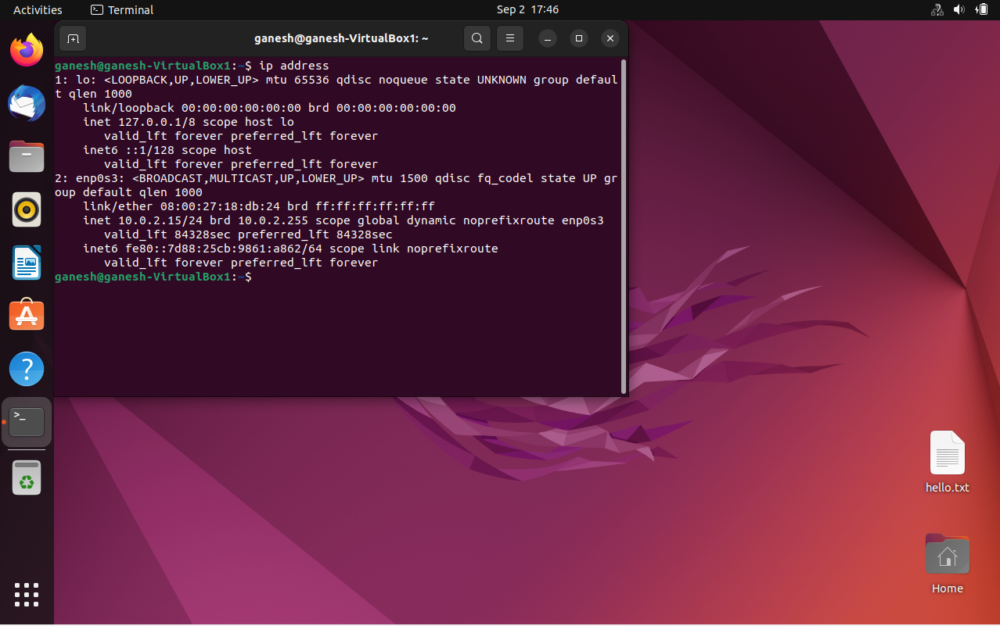 Activities
Terminal
Sep 2 17:46
ganesh@ganesh-VirtualBox1: ~
ganesh@ganesh-VirtualBox1:~$ ip address
1: lo: <LOOPBACK,UP,LOWER_UP> mtu 65536 qdisc noqueue state UNKNOWN group defaul
t qlen 1000
    link/loopback 00:00:00:00:00:00 brd 00:00:00:00:00:00
    inet 127.0.0.1/8 scope host lo
       valid_lft forever preferred_lft forever
    inet6 ::1/128 scope host
       valid_lft forever preferred_lft forever
2: enp0s3: <BROADCAST,MULTICAST,UP,LOWER_UP> mtu 1500 qdisc fq_codel state UP gr
oup default qlen 1000
    link/ether 08:00:27:18:db:24 brd ff:ff:ff:ff:ff:ff
    inet 10.0.2.15/24 brd 10.0.2.255 scope global dynamic noprefixroute enp0s3
       valid_lft 84328sec preferred_lft 84328sec
    inet6 fe80::7d88:25cb:9861:a862/64 scope link noprefixroute
       valid_lft forever preferred_lft forever
ganesh@ganesh-VirtualBox1:~$
hello.txt
Home